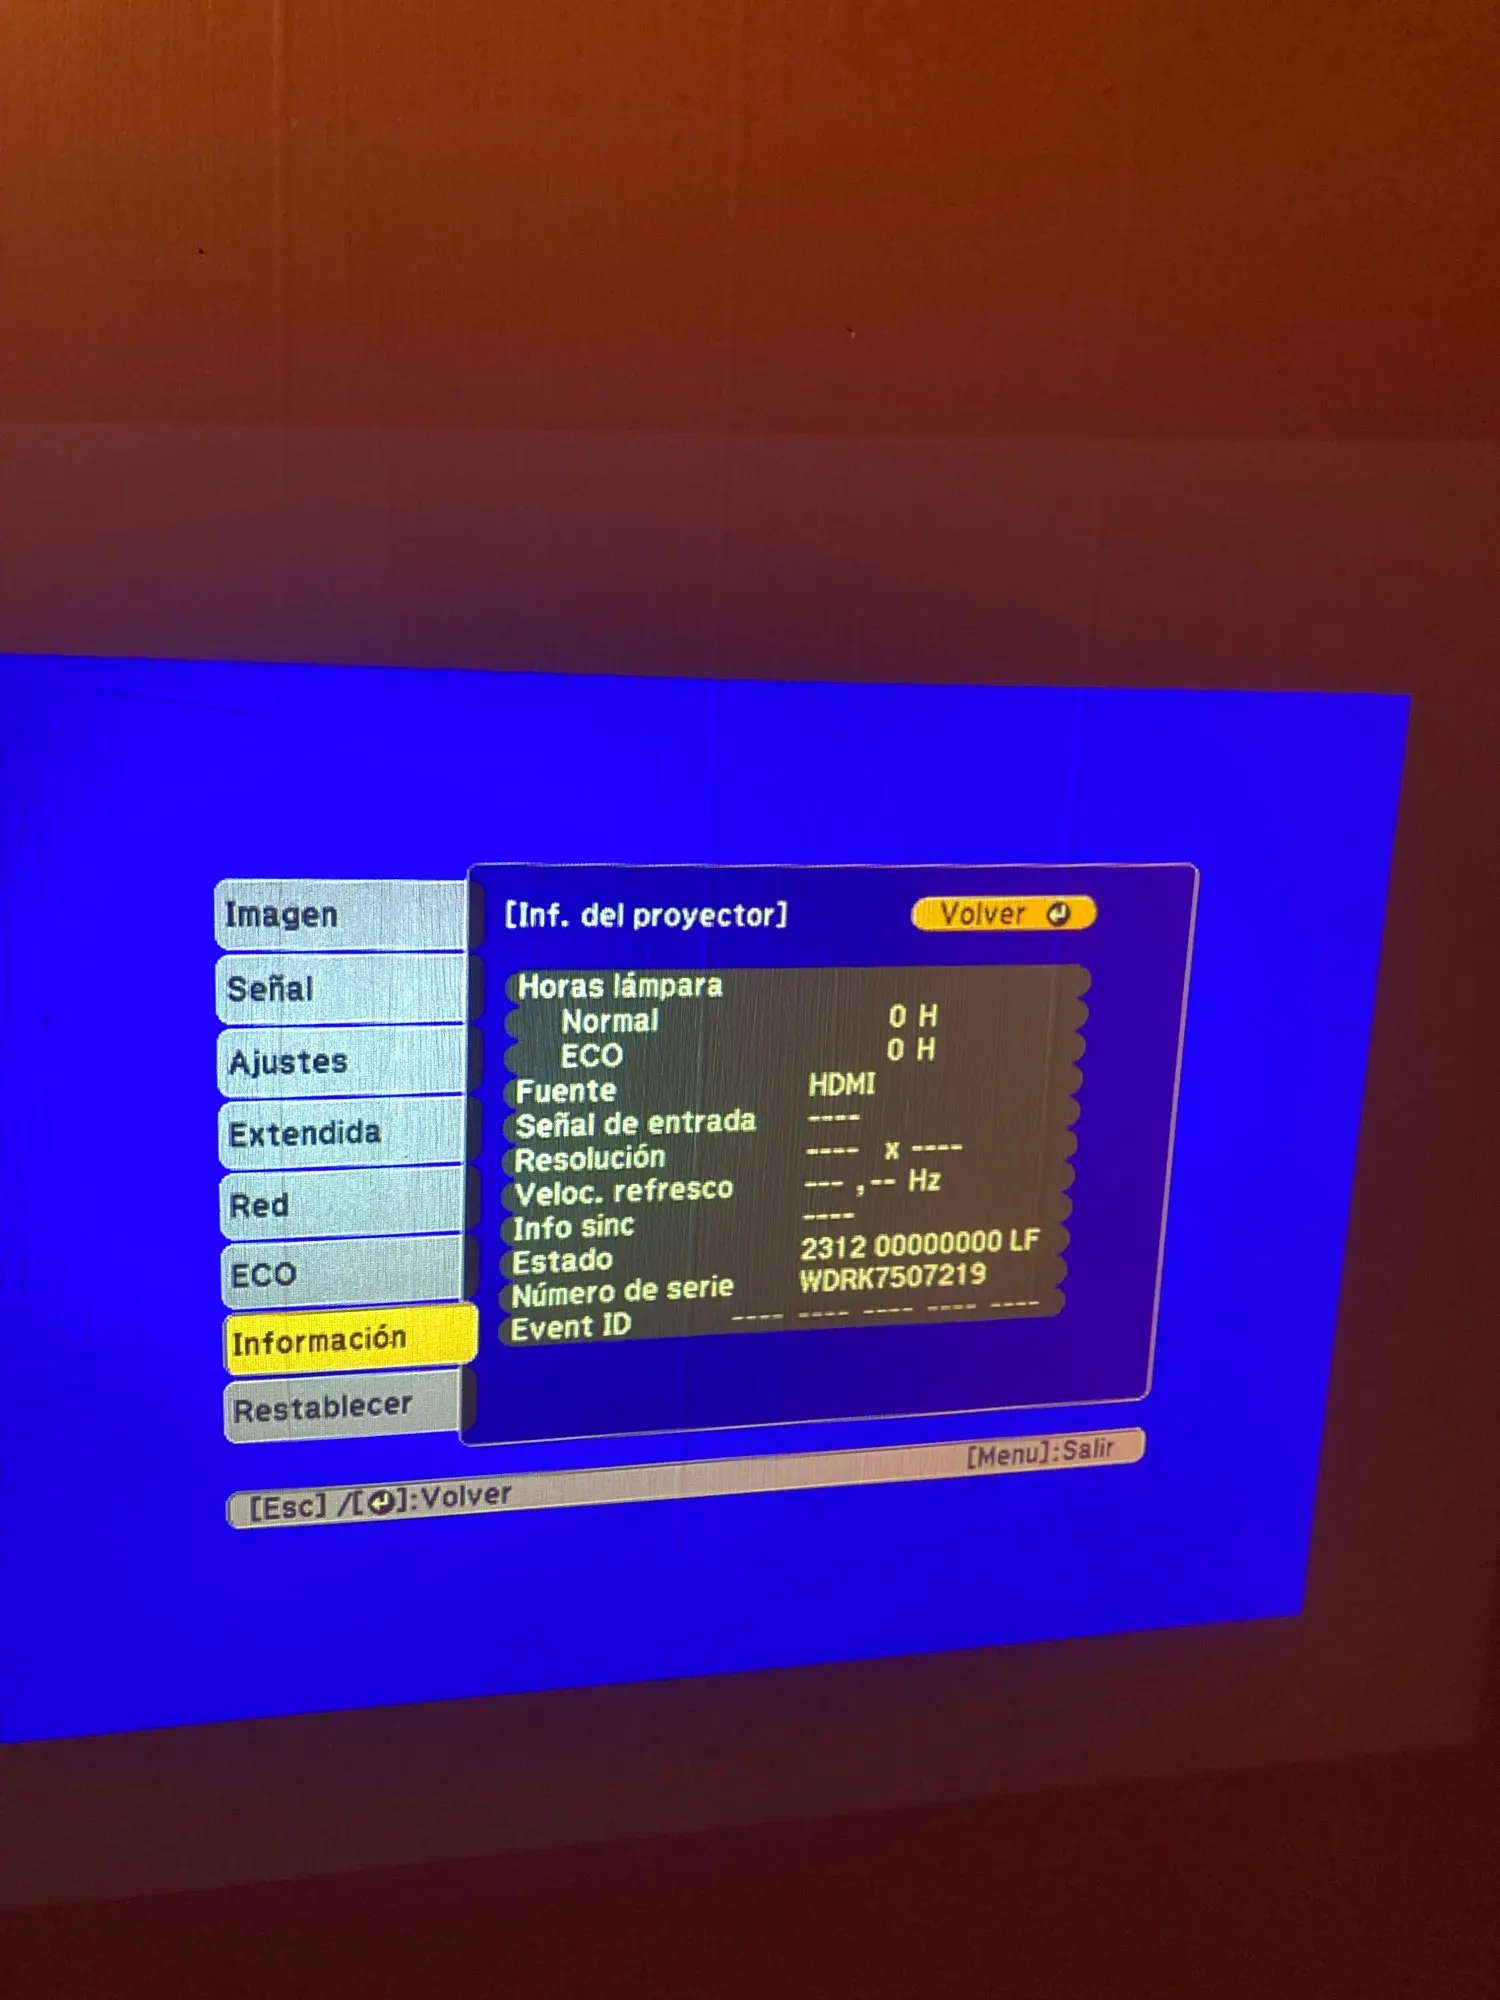 Imagen
Señal
Ajustes
Extendida
Red
ECO
Información
Restablecer
[Inf. del proyector] Volver
Horas lámpara
Normal 0 H
ECO 0 H
Fuente HDMI
Señal de entrada ----
Resolución ---- x ----
Veloc. refresco --- ,-- Hz
Info sinc ----
Estado 2312 00000000 LF
Número de serie WDRK7507219
Event ID ---- ---- ---- ---- ----
[Esc] /[↵]:Volver [Menu]:Salir